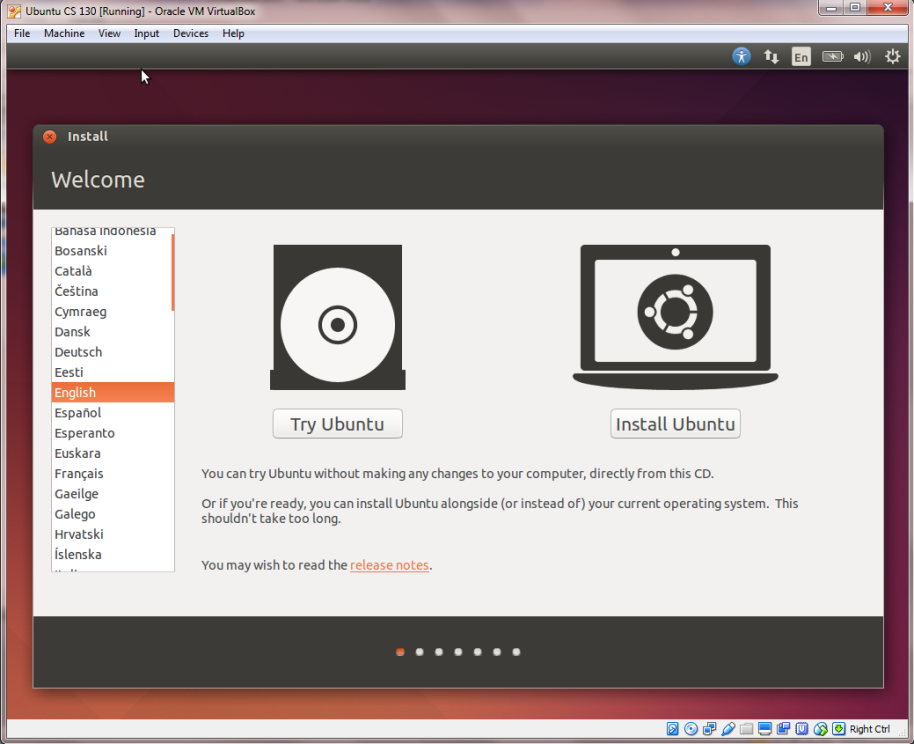 Ubuntu CS 130 [Running] - Oracle VM VirtualBox
File Machine View Input Devices Help
En
Install
Welcome
Bahasa Indonesia
Bosanski
Català
Čeština
Cymraeg
Dansk
Deutsch
Eesti
English
Español
Esperanto
Euskara
Français
Gaeilge
Galego
Hrvatski
Íslenska
Try Ubuntu
Install Ubuntu
You can try Ubuntu without making any changes to your computer, directly from this CD.
Or if you're ready, you can install Ubuntu alongside (or instead of) your current operating system. This
shouldn't take too long.
You may wish to read the release notes.
Right Ctrl